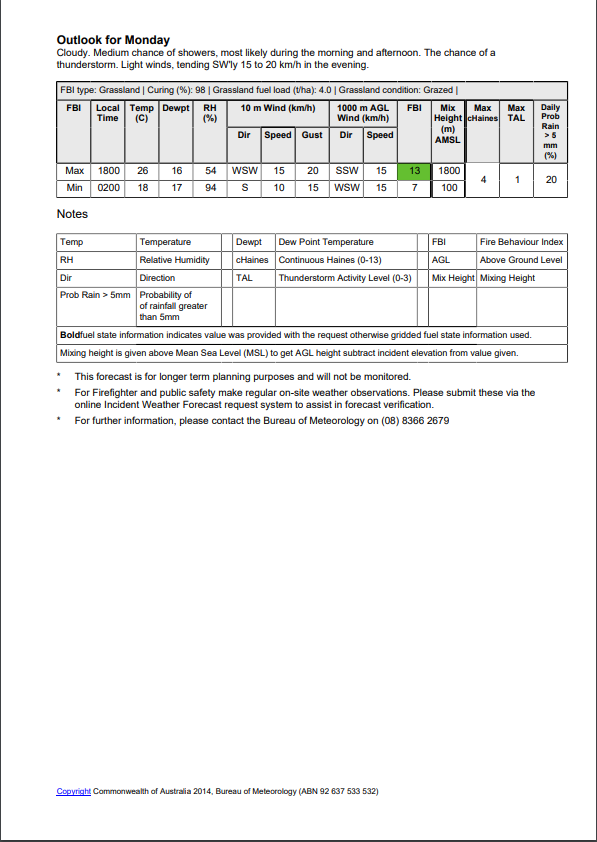 Outlook for Monday
Cloudy. Medium chance of showers, most likely during the morning and afternoon. The chance of a
thunderstorm. Light winds, tending SW'ly 15 to 20 km/h in the evening.
FBI type: Grassland | Curing (%): 98 | Grassland fuel load (t/ha): 4.0 | Grassland condition: Grazed |
FBI Local Time Temp (C) Dewpt RH (%) 10 m Wind (km/h) 1000 m AGL Wind (km/h) FBI Mix Height (m) AMSL Max cHaines Max TAL Daily Prob Rain > 5 mm (%)
Dir Speed Gust Dir Speed
Max 1800 26 16 54 WSW 15 20 SSW 15 13 1800 4 1 20
Min 0200 18 17 94 S 10 15 WSW 15 7 100
Notes
Temp Temperature Dewpt Dew Point Temperature FBI Fire Behaviour Index
RH Relative Humidity cHaines Continuous Haines (0-13) AGL Above Ground Level
Dir Direction TAL Thunderstorm Activity Level (0-3) Mix Height Mixing Height
Prob Rain > 5mm Probability of
of rainfall greater
than 5mm
Boldfuel state information indicates value was provided with the request otherwise gridded fuel state information used.
Mixing height is given above Mean Sea Level (MSL) to get AGL height subtract incident elevation from value given.
* This forecast is for longer term planning purposes and will not be monitored.
* For Firefighter and public safety make regular on-site weather observations. Please submit these via the
online Incident Weather Forecast request system to assist in forecast verification.
* For further information, please contact the Bureau of Meteorology on (08) 8366 2679
Copyright Commonwealth of Australia 2014, Bureau of Meteorology (ABN 92 637 533 532)